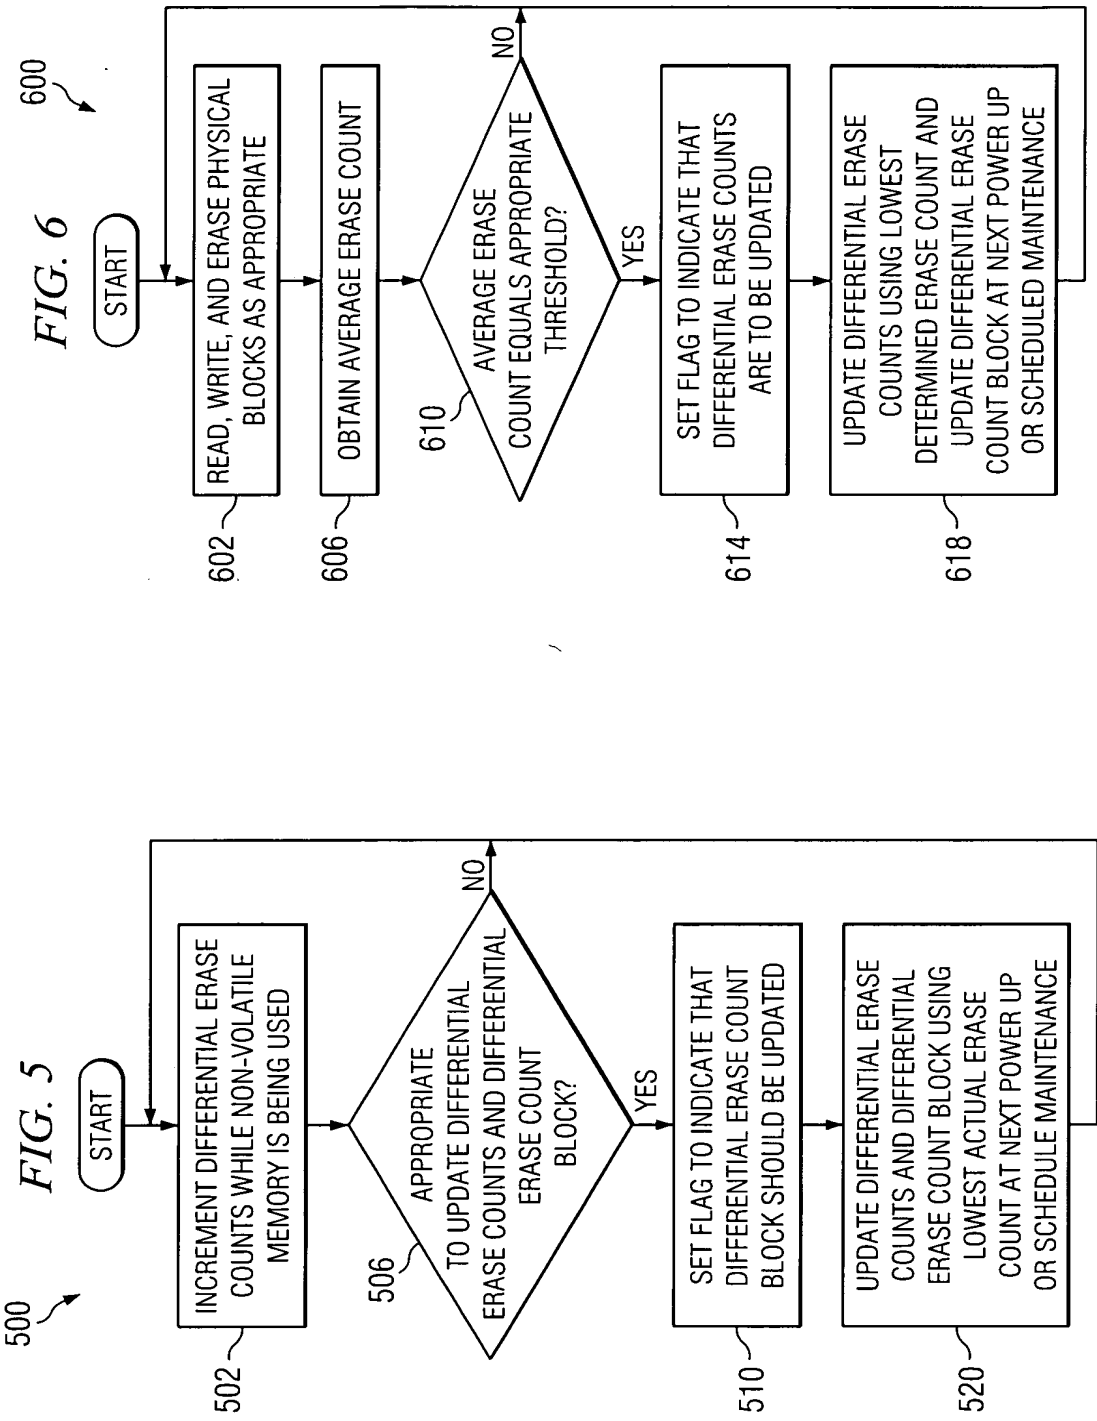 FIG. 5
500
START
INCREMENT DIFFERENTIAL ERASE
COUNTS WHILE NON-VOLATILE
MEMORY IS BEING USED
502
APPROPRIATE
TO UPDATE DIFFERENTIAL
ERASE COUNTS AND DIFFERENTIAL
ERASE COUNT
BLOCK?
506
NO
YES
SET FLAG TO INDICATE THAT
DIFFERENTIAL ERASE COUNT
BLOCK SHOULD BE UPDATED
510
UPDATE DIFFERENTIAL ERASE
COUNTS AND DIFFERENTIAL
ERASE COUNT BLOCK USING
LOWEST ACTUAL ERASE
COUNT AT NEXT POWER UP
OR SCHEDULE MAINTENANCE
520
FIG. 6
600
START
READ, WRITE, AND ERASE PHYSICAL
BLOCKS AS APPROPRIATE
602
OBTAIN AVERAGE ERASE COUNT
606
AVERAGE ERASE
COUNT EQUALS APPROPRIATE
THRESHOLD?
610
NO
YES
SET FLAG TO INDICATE THAT
DIFFERENTIAL ERASE COUNTS
ARE TO BE UPDATED
614
UPDATE DIFFERENTIAL ERASE
COUNTS USING LOWEST
DETERMINED ERASE COUNT AND
UPDATE DIFFERENTIAL ERASE
COUNT BLOCK AT NEXT POWER UP
OR SCHEDULED MAINTENANCE
618